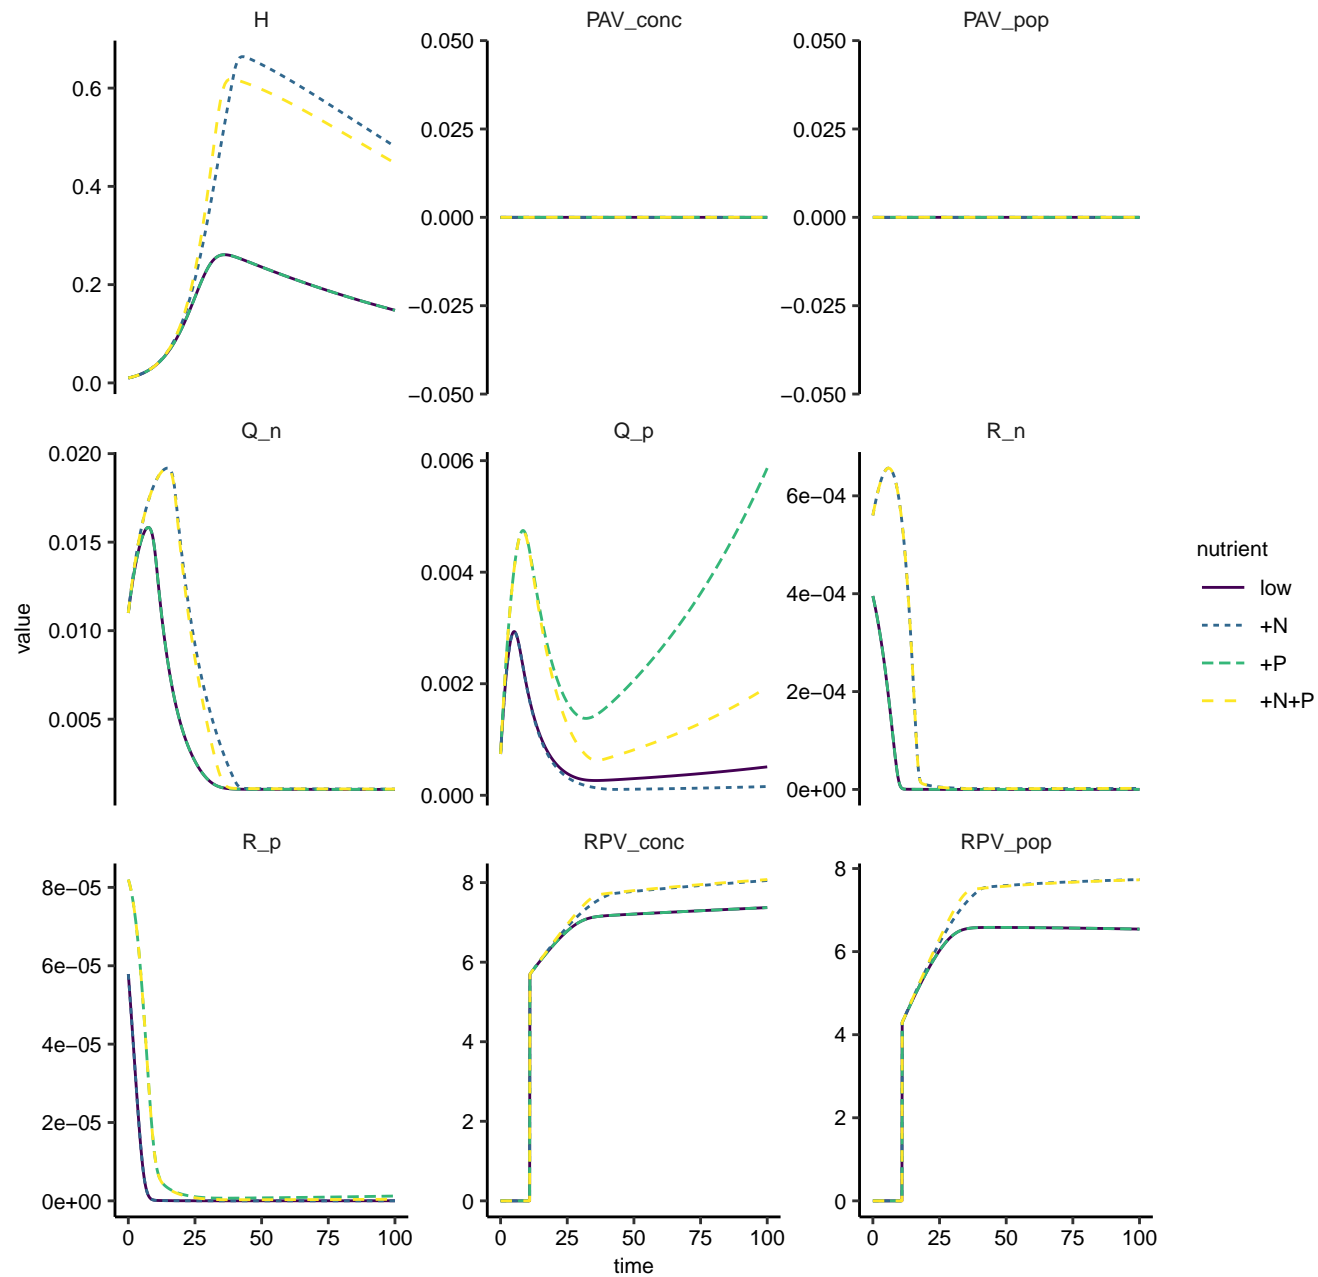 H
PAV_conc
PAV_pop
0.6
0.4
0.2
0.0
0.050
0.025
0.000
−0.025
−0.050
0.050
0.025
0.000
−0.025
−0.050
Q_n
Q_p
R_n
0.020
0.015
0.010
0.005
0.006
0.004
0.002
0.000
6e−04
4e−04
2e−04
0e+00
value
nutrient
low
+N
+P
+N+P
R_p
RPV_conc
RPV_pop
8e−05
6e−05
4e−05
2e−05
0e+00
8
6
4
2
0
8
6
4
2
0
0 25 50 75 100
0 25 50 75 100
0 25 50 75 100
time